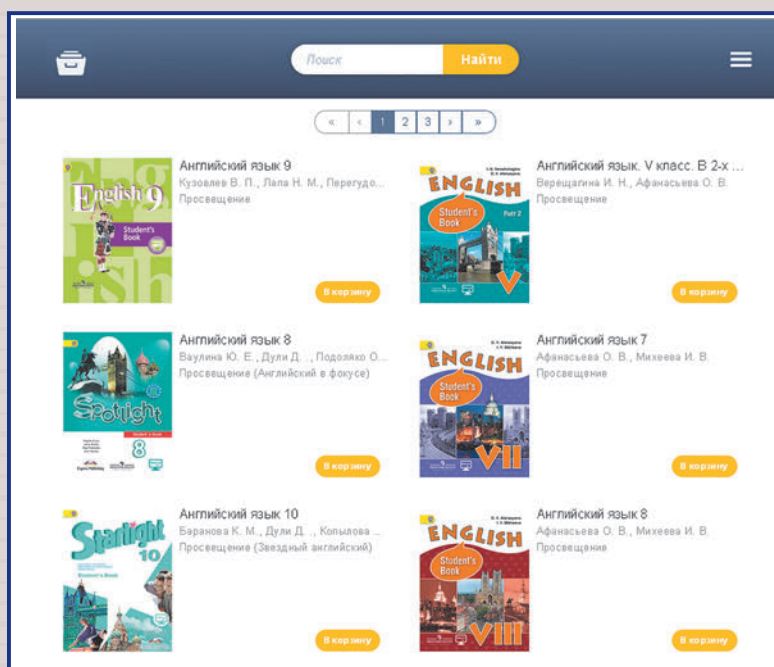 Поиск
Найти
« ‹ 1 2 3 › »
Английский язык 9
Кузовлев В. П., Лапа Н. М., Перегудо...
Просвещение
English 9
Student's
Book
В корзину
Английский язык. V класс. В 2-х ...
Верещагина И. Н., Афанасьева О. В.
Просвещение
ENGLISH
Student's
Book
Part 2
V
В корзину
Английский язык 8
Ваулина Ю. Е., Дули Д. ., Подоляко О...
Просвещение (Английский в фокусе)
Spotlight
Student's Book
8
В корзину
Английский язык 7
Афанасьева О. В., Михеева И. В.
Просвещение
ENGLISH
Student's
Book
VII
В корзину
Английский язык 10
Баранова К. М., Дули Д. ., Копылова ...
Просвещение (Звездный английский)
Starlight
10
Student's Book
В корзину
Английский язык 8
Афанасьева О. В., Михеева И. В.
Просвещение
ENGLISH
Student's
Book
VIII
В корзину